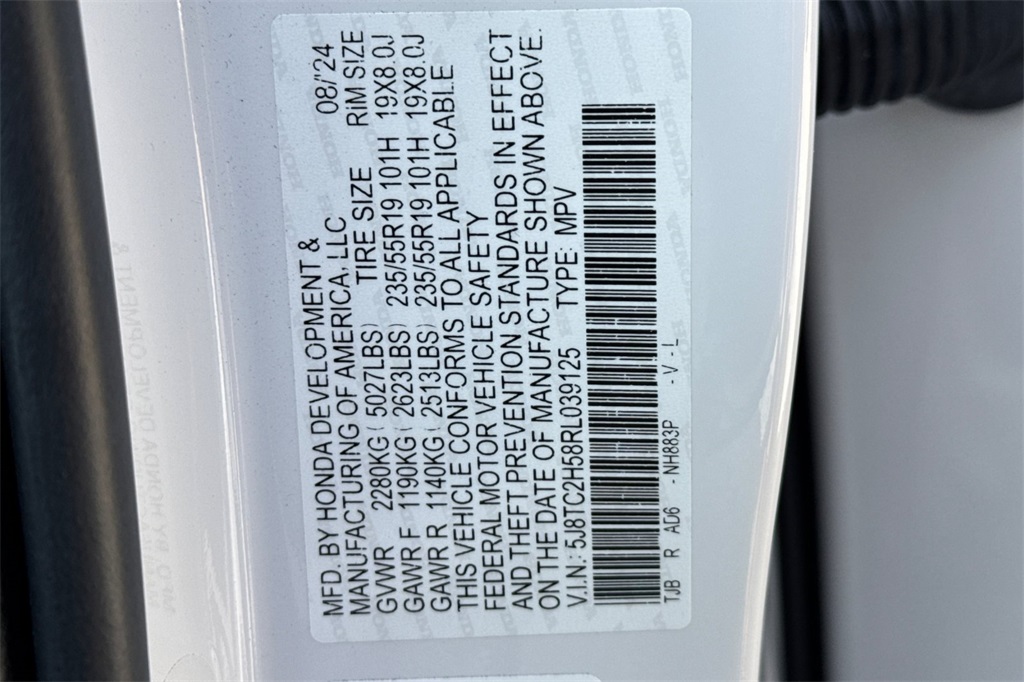 MFD. BY HONDA DEVELOPMENT & 08/'24
MANUFACTURING OF AMERICA, LLC
TIRE SIZE RIM SIZE
GVWR 2280KG ( 5027LBS)
GAWR F 1190KG ( 2623LBS) 235/55R19 101H 19X8.0J
GAWR R 1140KG ( 2513LBS) 235/55R19 101H 19X8.0J
THIS VEHICLE CONFORMS TO ALL APPLICABLE
FEDERAL MOTOR VEHICLE SAFETY
AND THEFT PREVENTION STANDARDS IN EFFECT
ON THE DATE OF MANUFACTURE SHOWN ABOVE.
V.I.N.: 5J8TC2H58RL039125 TYPE: MPV
TJB R AD6 - NH883P - V - L